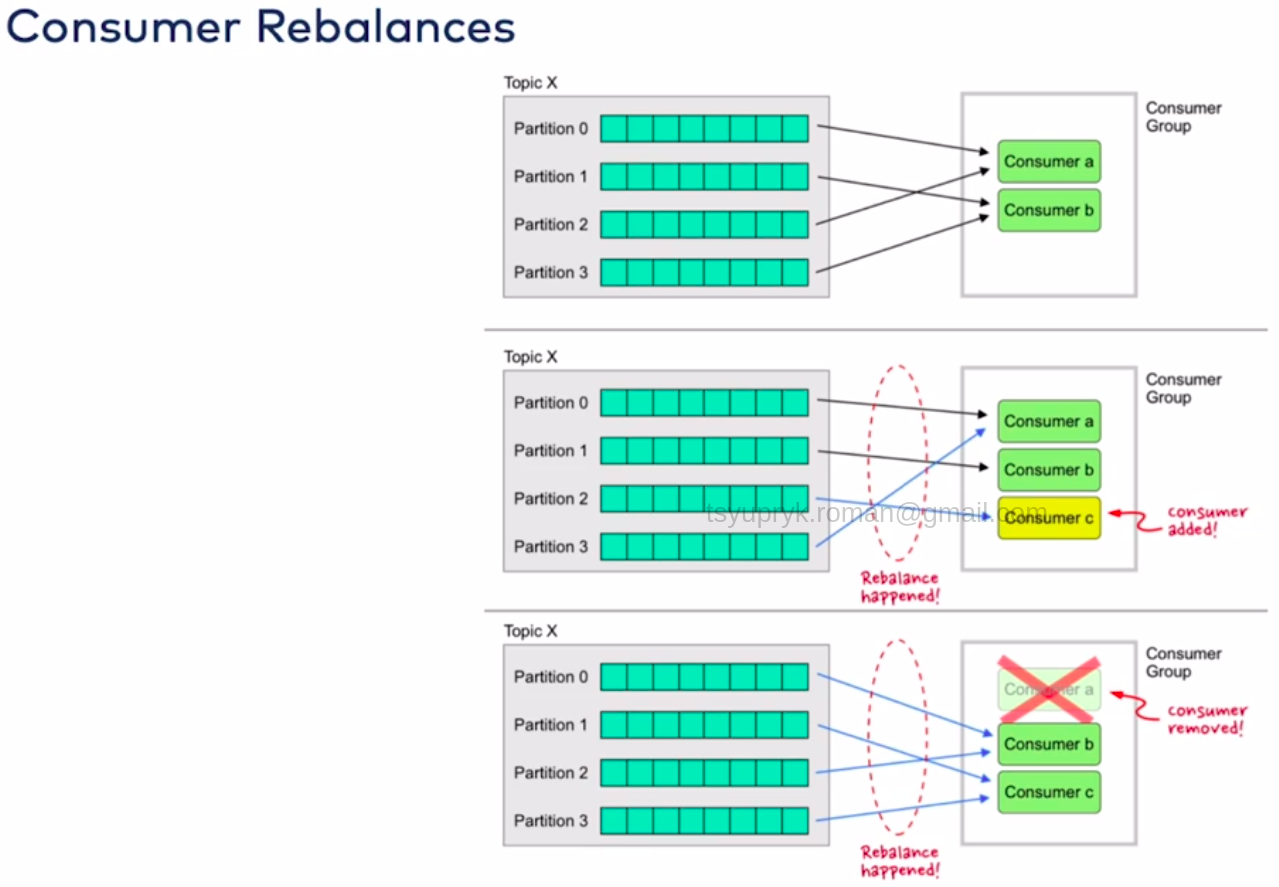 Consumer Rebalances
Topic X
Partition 0
Partition 1
Partition 2
Partition 3
Consumer
Group
Consumer a
Consumer b
Topic X
Partition 0
Partition 1
Partition 2
Partition 3
Rebalance
happened!
Consumer
Group
Consumer a
Consumer b
Consumer c
consumer
added!
tsyupryk.roman@gmail.com
Topic X
Partition 0
Partition 1
Partition 2
Partition 3
Rebalance
happened!
Consumer
Group
Consumer a
Consumer b
Consumer c
consumer
removed!